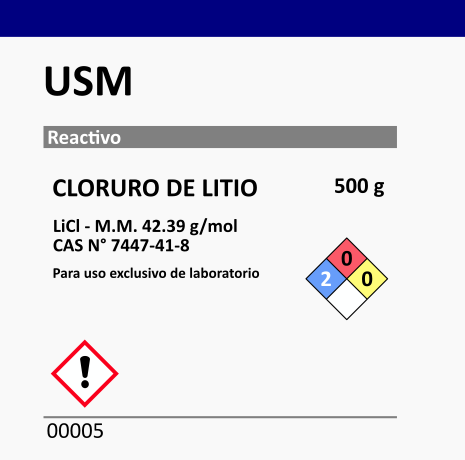 USM
Reactivo
CLORURO DE LITIO 500 g
LiCl - M.M. 42.39 g/mol
CAS N° 7447-41-8
Para uso exclusivo de laboratorio
0
2 0
!
00005